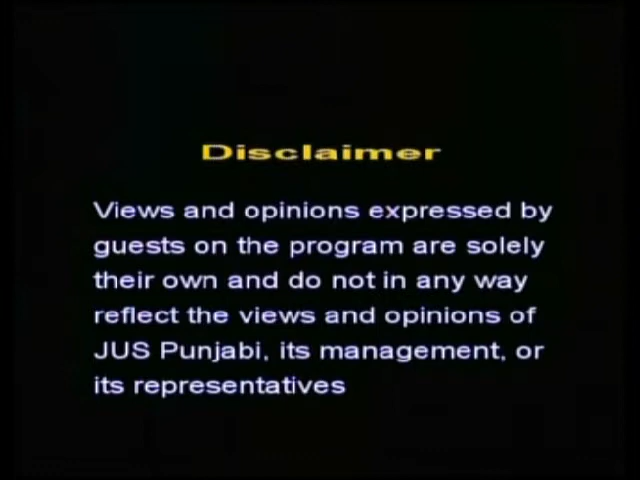 Disclaimer
Views and opinions expressed by
guests on the program are solely
their own and do not in any way
reflect the views and opinions of
JUS Punjabi, its management, or
its representatives